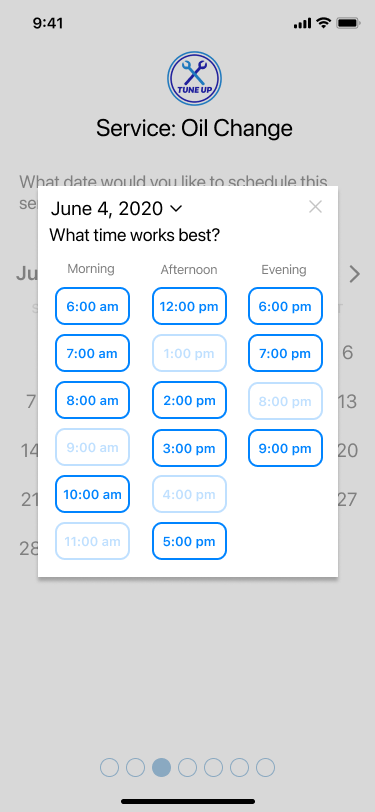 9:41
TUNE UP
Service: Oil Change
What date would you like to schedule this
June 4, 2020
What time works best?
Morning Afternoon Evening
6:00 am 12:00 pm 6:00 pm
7:00 am 1:00 pm 7:00 pm
8:00 am 2:00 pm 8:00 pm
9:00 am 3:00 pm 9:00 pm
10:00 am 4:00 pm
11:00 am 5:00 pm
6
7 13
14 20
21 27
28